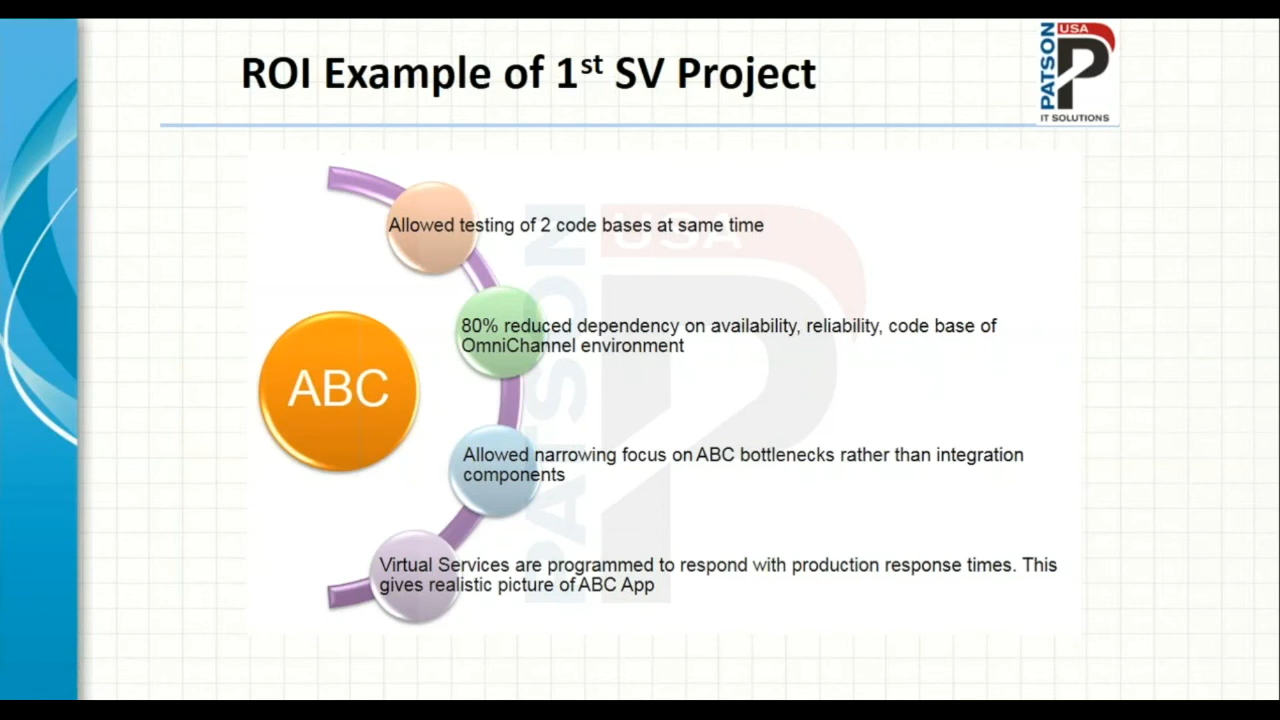 ROI Example of 1st SV Project
PATSON
USA
IT SOLUTIONS
Allowed testing of 2 code bases at same time
80% reduced dependency on availability, reliability, code base of
OmniChannel environment
ABC
Allowed narrowing focus on ABC bottlenecks rather than integration
components
Virtual Services are programmed to respond with production response times. This
gives realistic picture of ABC App
PATSON
USA